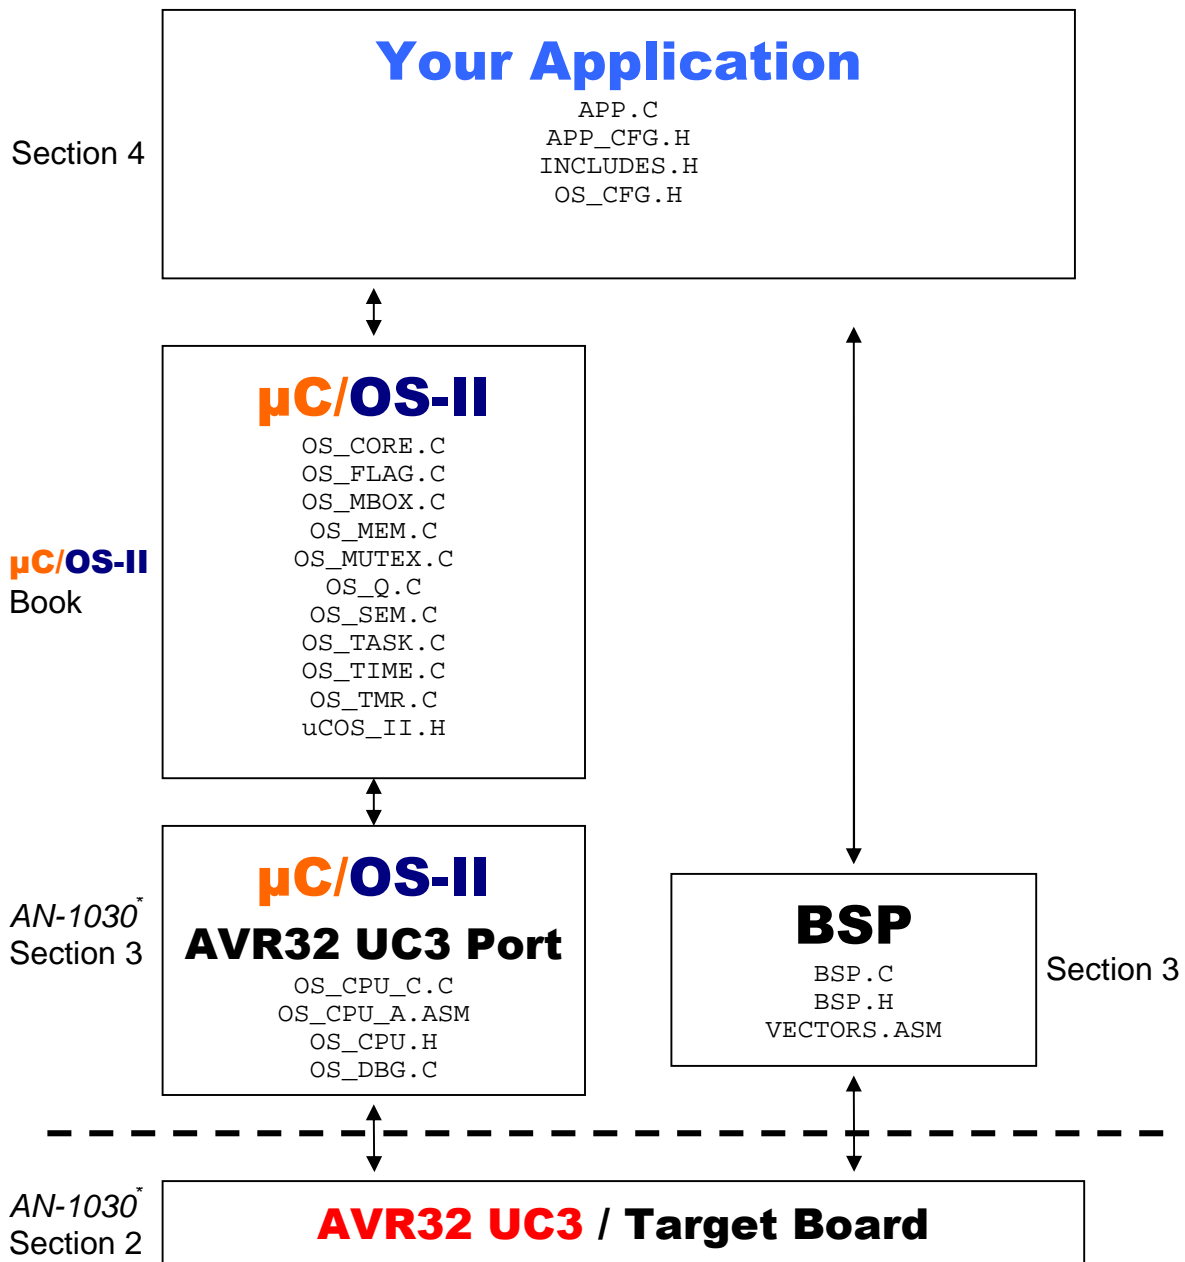 Your Application
APP.C
APP_CFG.H
INCLUDES.H
OS_CFG.H
Section 4
µC/OS-II
OS_CORE.C
OS_FLAG.C
OS_MBOX.C
OS_MEM.C
OS_MUTEX.C
OS_Q.C
OS_SEM.C
OS_TASK.C
OS_TIME.C
OS_TMR.C
uCOS_II.H
µC/OS-II
Book
µC/OS-II
AVR32 UC3 Port
OS_CPU_C.C
OS_CPU_A.ASM
OS_CPU.H
OS_DBG.C
AN-1030*
Section 3
BSP
BSP.C
BSP.H
VECTORS.ASM
Section 3
AN-1030*
Section 2
AVR32 UC3 / Target Board